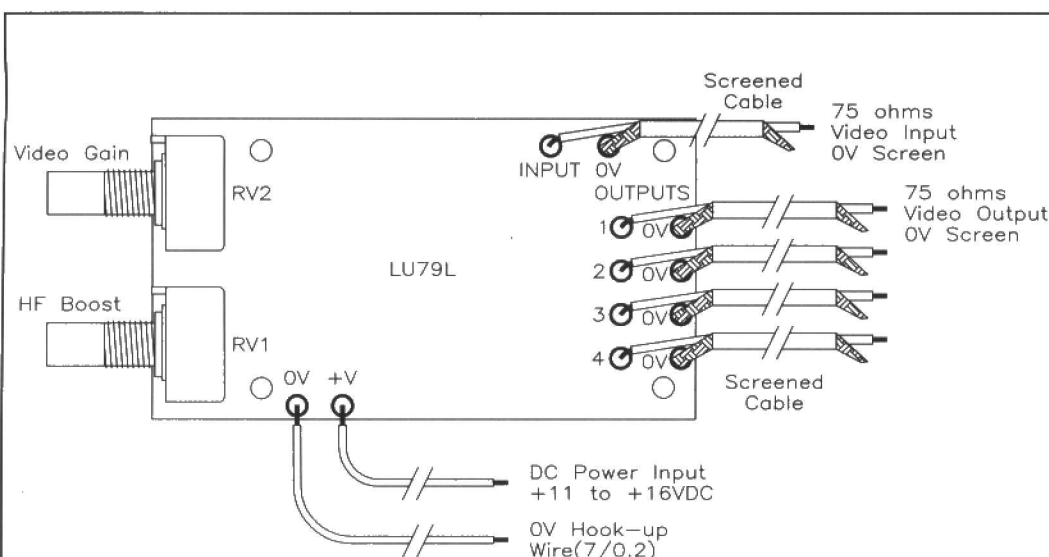 Screened
Cable
75 ohms
Video Input
0V Screen
Video Gain
INPUT 0V
RV2
OUTPUTS
75 ohms
Video Output
0V Screen
1 0V
LU79L
2 0V
HF Boost
3 0V
RV1
4 0V
0V +V
Screened
Cable
DC Power Input
+11 to +16VDC
0V Hook-up
Wire(7/0.2)